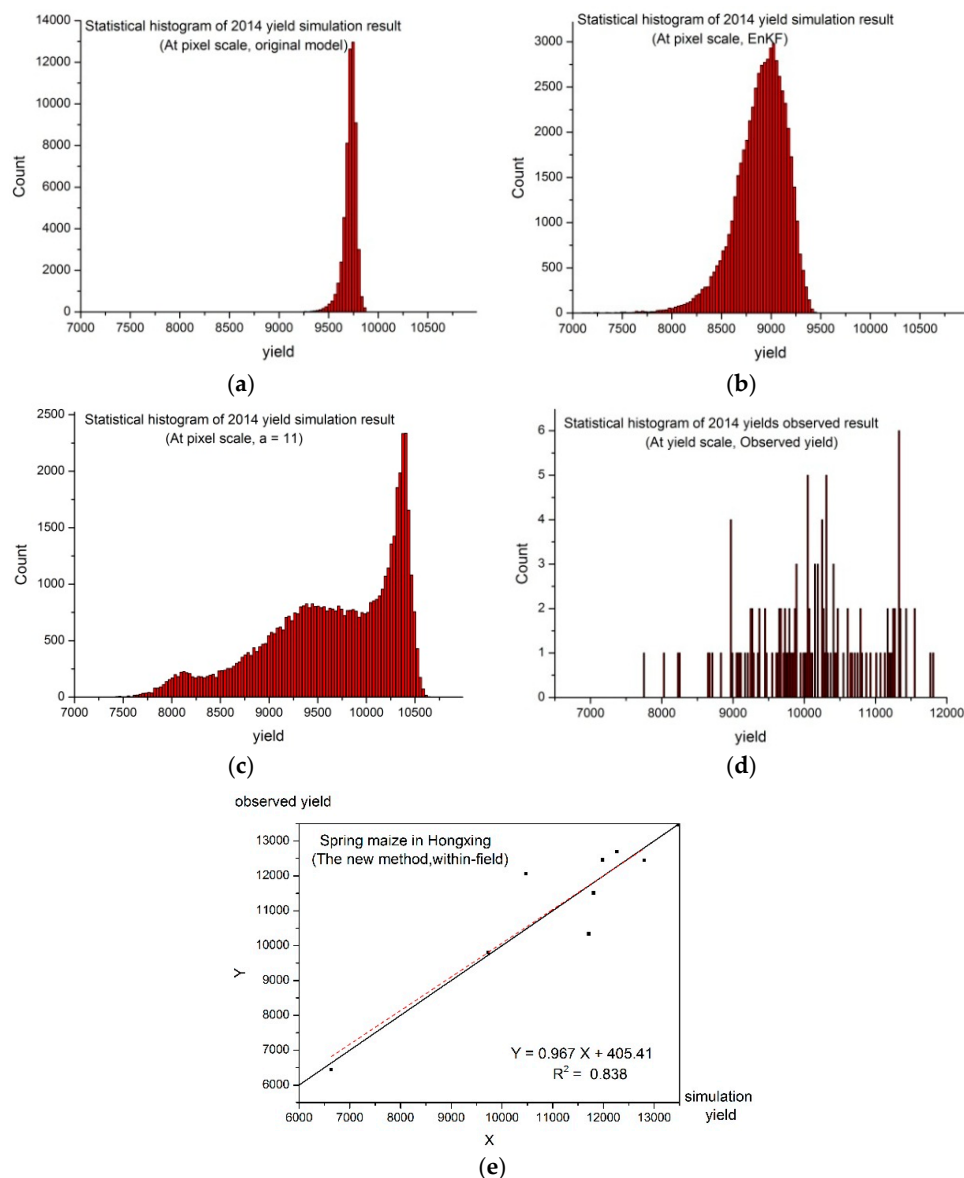 Statistical histogram of 2014 yield simulation result
(At pixel scale, original model)
14000
12000
10000
8000
6000
4000
2000
0
Count
7000 7500 8000 8500 9000 9500 10000 10500
yield
(a)
Statistical histogram of 2014 yield simulation result
(At pixel scale, EnKF)
3000
2500
2000
1500
1000
500
0
Count
7000 7500 8000 8500 9000 9500 10000 10500
yield
(b)
Statistical histogram of 2014 yield simulation result
(At pixel scale, a = 11)
2500
2000
1500
1000
500
0
Count
7000 7500 8000 8500 9000 9500 10000 10500
yield
(c)
Statistical histogram of 2014 yields observed result
(At yield scale, Observed yield)
6
5
4
3
2
1
0
Count
7000 8000 9000 10000 11000 12000
yield
(d)
observed yield
Spring maize in Hongxing
(The new method,within-field)
13000
12000
11000
10000
9000
8000
7000
6000
Y
Y = 0.967 X + 405.41
R² = 0.838
6000 7000 8000 9000 10000 11000 12000 13000
X
simulation
yield
(e)